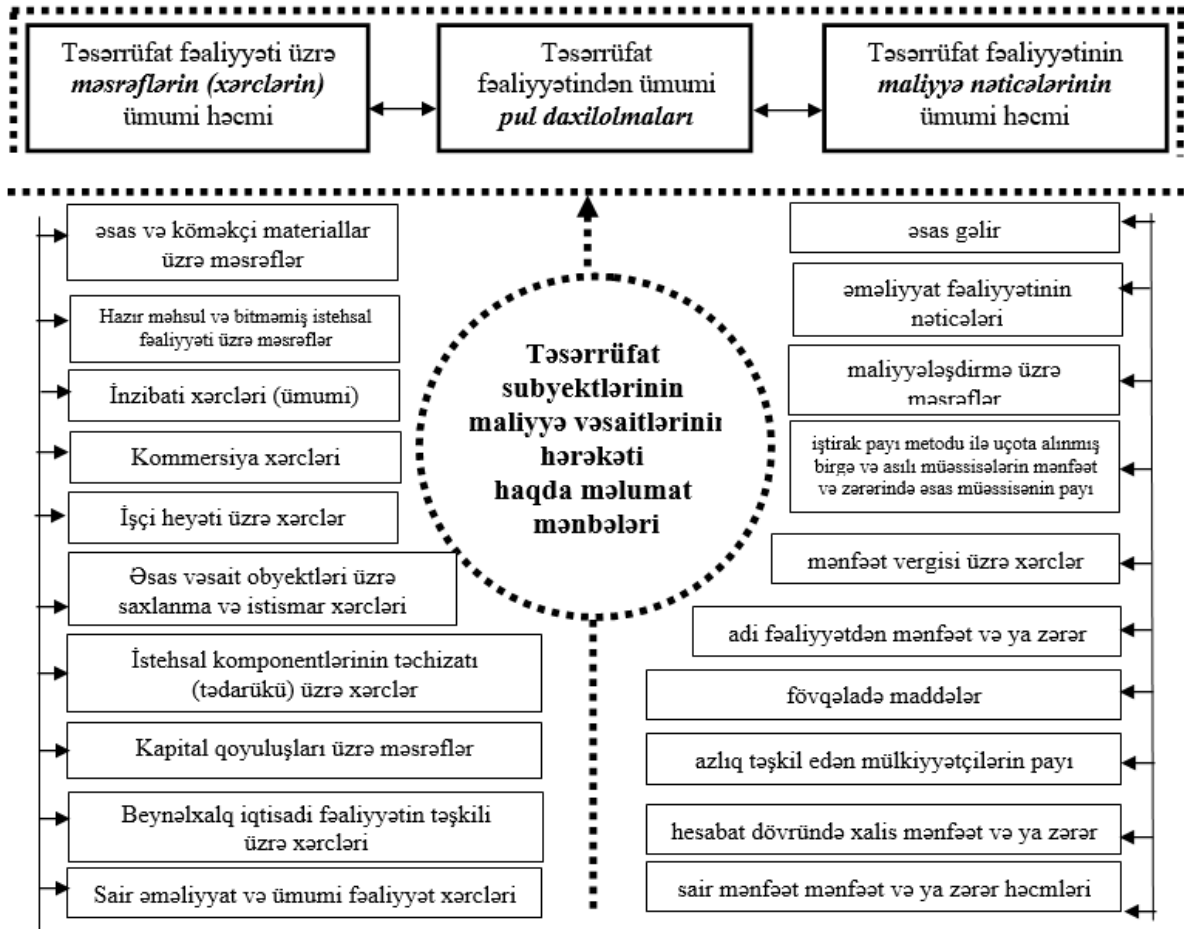 Təsərrüfat fəaliyyəti üzrə
məsrəflərin (xərclərin)
ümumi həcmi
Təsərrüfat
fəaliyyətindən ümumi
pul daxilolmaları
Təsərrüfat fəaliyyətinin
maliyyə nəticələrinin
ümumi həcmi
əsas və köməkçi materiallar
üzrə məsrəflər
Hazır məhsul və bitməmiş istehsal
fəaliyyəti üzrə məsrəflər
İnzibati xərcləri (ümumi)
Kommersiya xərcləri
İşçi heyəti üzrə xərclər
Əsas vəsait obyektləri üzrə
saxlanma və istismar xərcləri
İstehsal komponentlərinin təchizatı
(tədarükü) üzrə xərclər
Kapital qoyuluşları üzrə məsrəflər
Beynəlxalq iqtisadi fəaliyyətin təşkili
üzrə xərcləri
Sair əməliyyat və ümumi fəaliyyət xərcləri
Təsərrüfat
subyektlərinin
maliyyə vəsaitlərinin
hərəkəti
haqda məlumat
mənbələri
əsas gəlir
əməliyyat fəaliyyətinin
nəticələri
maliyyələşdirmə üzrə
məsrəflər
iştirak payı metodu ilə uçota alınmış
birgə və asılı müəssisələrin mənfəət
və zərərində əsas müəssisənin payı
mənfəət vergisi üzrə xərclər
adi fəaliyyətdən mənfəət və ya zərər
fövqəladə maddələr
azlıq təşkil edən mülkiyyətçilərin payı
hesabat dövründə xalis mənfəət və ya zərər
sair mənfəət mənfəət və ya zərər həcmləri